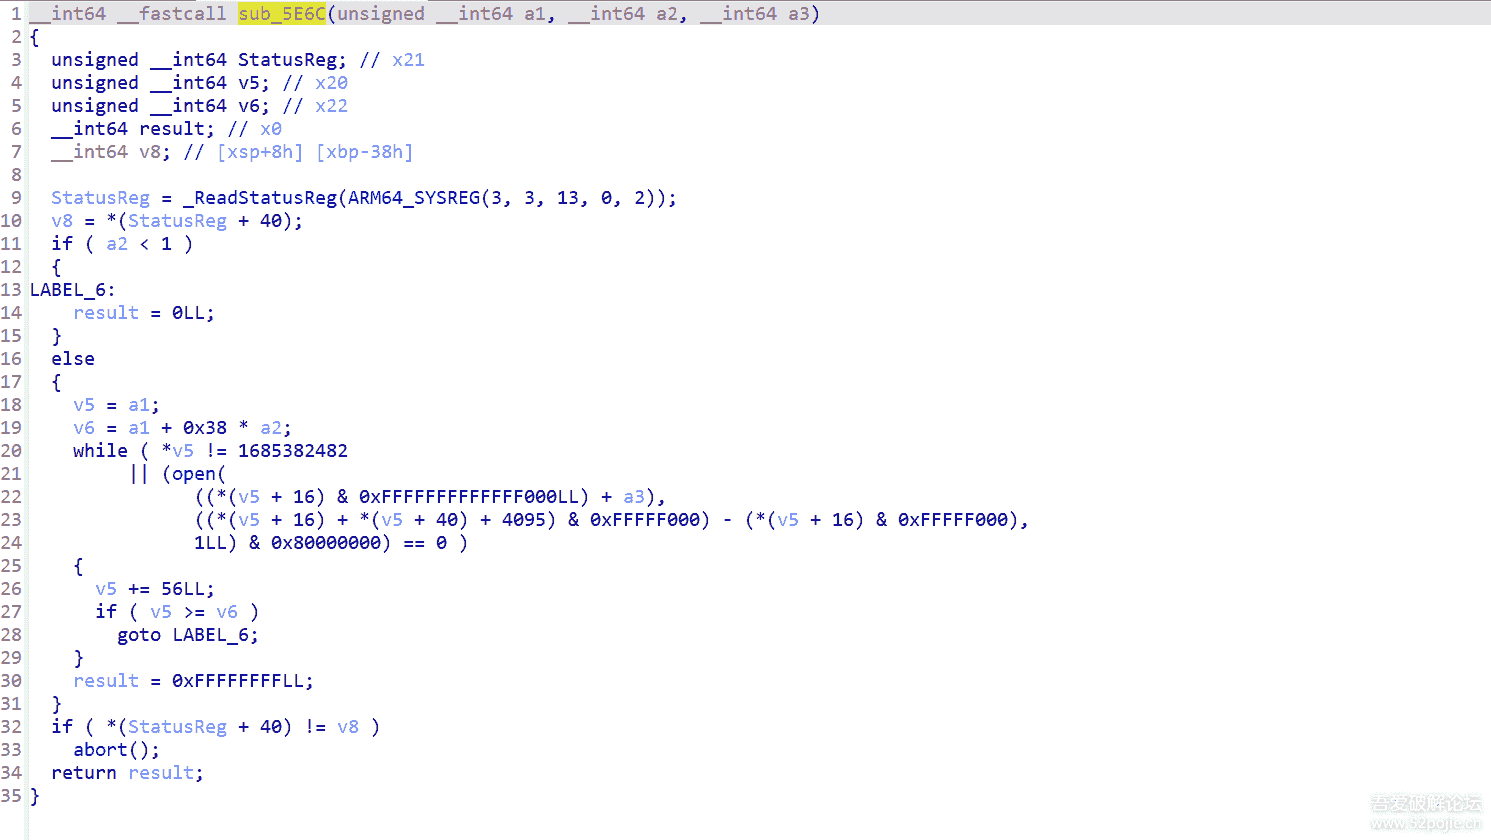 1 __int64 __fastcall sub_5E6C(unsigned __int64 a1, __int64 a2, __int64 a3)
2 {
3   unsigned __int64 StatusReg; // x21
4   unsigned __int64 v5; // x20
5   unsigned __int64 v6; // x22
6   __int64 result; // x0
7   __int64 v8; // [xsp+8h] [xbp-38h]
8
9   StatusReg = _ReadStatusReg(ARM64_SYSREG(3, 3, 13, 0, 2));
10   v8 = *(StatusReg + 40);
11   if ( a2 < 1 )
12   {
13 LABEL_6:
14     result = 0LL;
15   }
16   else
17   {
18     v5 = a1;
19     v6 = a1 + 0x38 * a2;
20     while ( *v5 != 1685382482
21          || (open(
22                ((*(v5 + 16) & 0xFFFFFFFFFFFFF000LL) + a3),
23                ((*(v5 + 16) + *(v5 + 40) + 4095) & 0xFFFFF000) - (*(v5 + 16) & 0xFFFFF000),
24                1LL) & 0x80000000) == 0 )
25     {
26       v5 += 56LL;
27       if ( v5 >= v6 )
28         goto LABEL_6;
29     }
30     result = 0xFFFFFFFFLL;
31   }
32   if ( *(StatusReg + 40) != v8 )
33     abort();
34   return result;
35 }
吾爱破解论坛
www.52pojie.cn